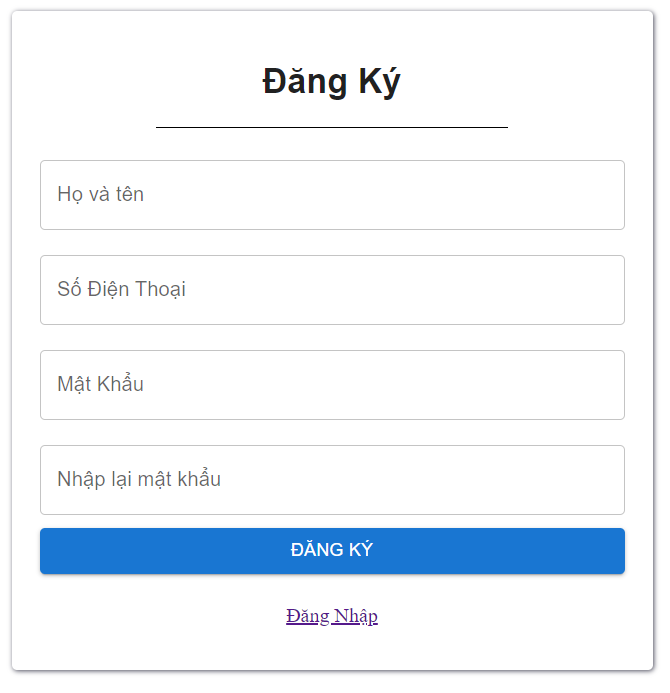 Đăng Ký
Họ và tên
Số Điện Thoại
Mật Khẩu
Nhập lại mật khẩu
ĐĂNG KÝ
Đăng Nhập